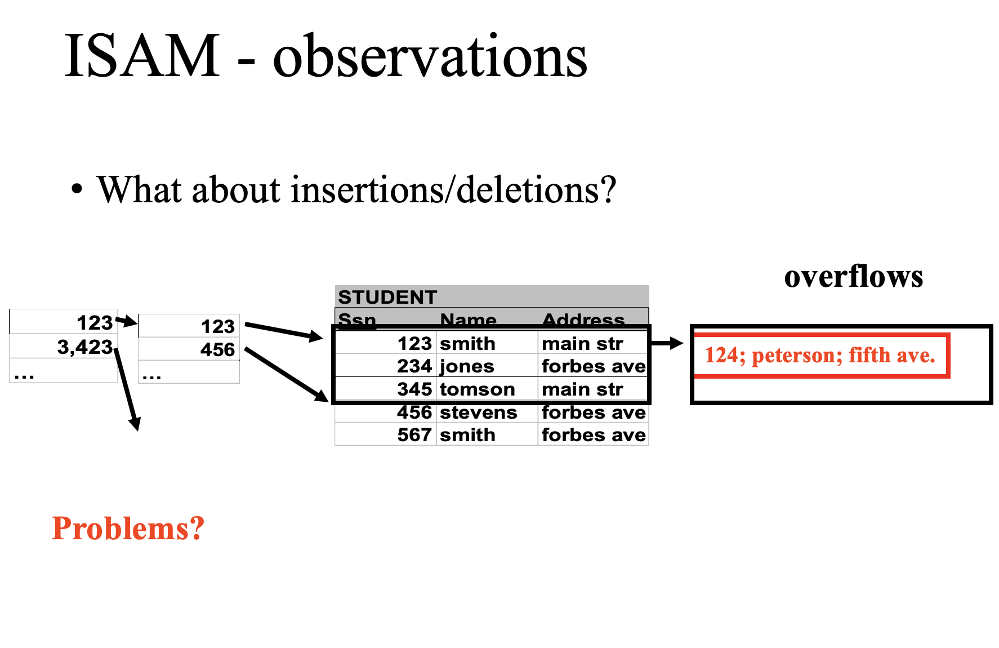 ISAM - observations
• What about insertions/deletions?
overflows
123
3,423
...
123
456
...
STUDENT
Ssn Name Address
123 smith main str
234 jones forbes ave
345 tomson main str
456 stevens forbes ave
567 smith forbes ave
124; peterson; fifth ave.
Problems?